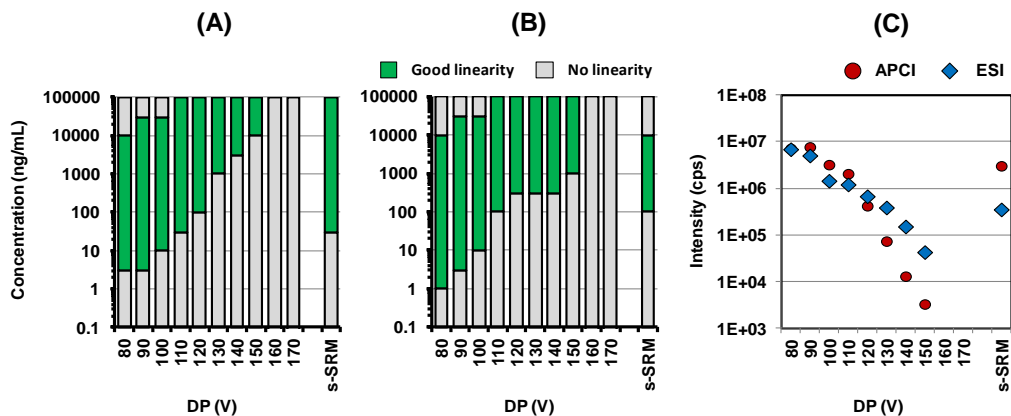 (A)
(B)
(C)
Good linearity
No linearity
APCI
ESI
Concentration (ng/mL)
100000
10000
1000
100
10
1
0.1
80
90
100
110
120
130
140
150
160
170
s-SRM
DP (V)
100000
10000
1000
100
10
1
0.1
80
90
100
110
120
130
140
150
160
170
s-SRM
DP (V)
Intensity (cps)
1E+08
1E+07
1E+06
1E+05
1E+04
1E+03
80
90
100
110
120
130
140
150
160
170
s-SRM
DP (V)